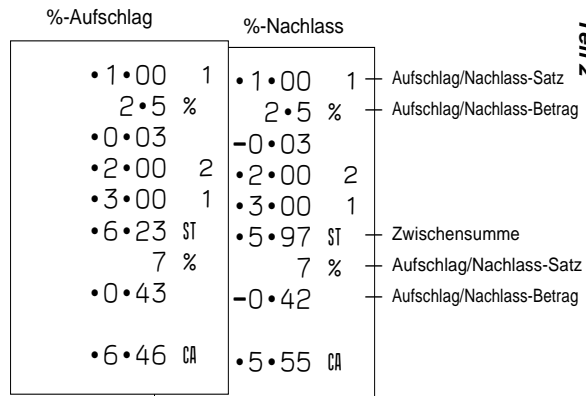 Teil 2
%-Aufschlag
•1•00 1
2•5 %
•0•03
•2•00 2
•3•00 1
•6•23 ST
7 %
•0•43
•6•46 CA
%-Nachlass
•1•00 1
2•5 %
-0•03
•2•00 2
•3•00 1
•5•97 ST
7 %
-0•42
•5•55 CA
Aufschlag/Nachlass-Satz
Aufschlag/Nachlass-Betrag
Zwischensumme
Aufschlag/Nachlass-Satz
Aufschlag/Nachlass-Betrag